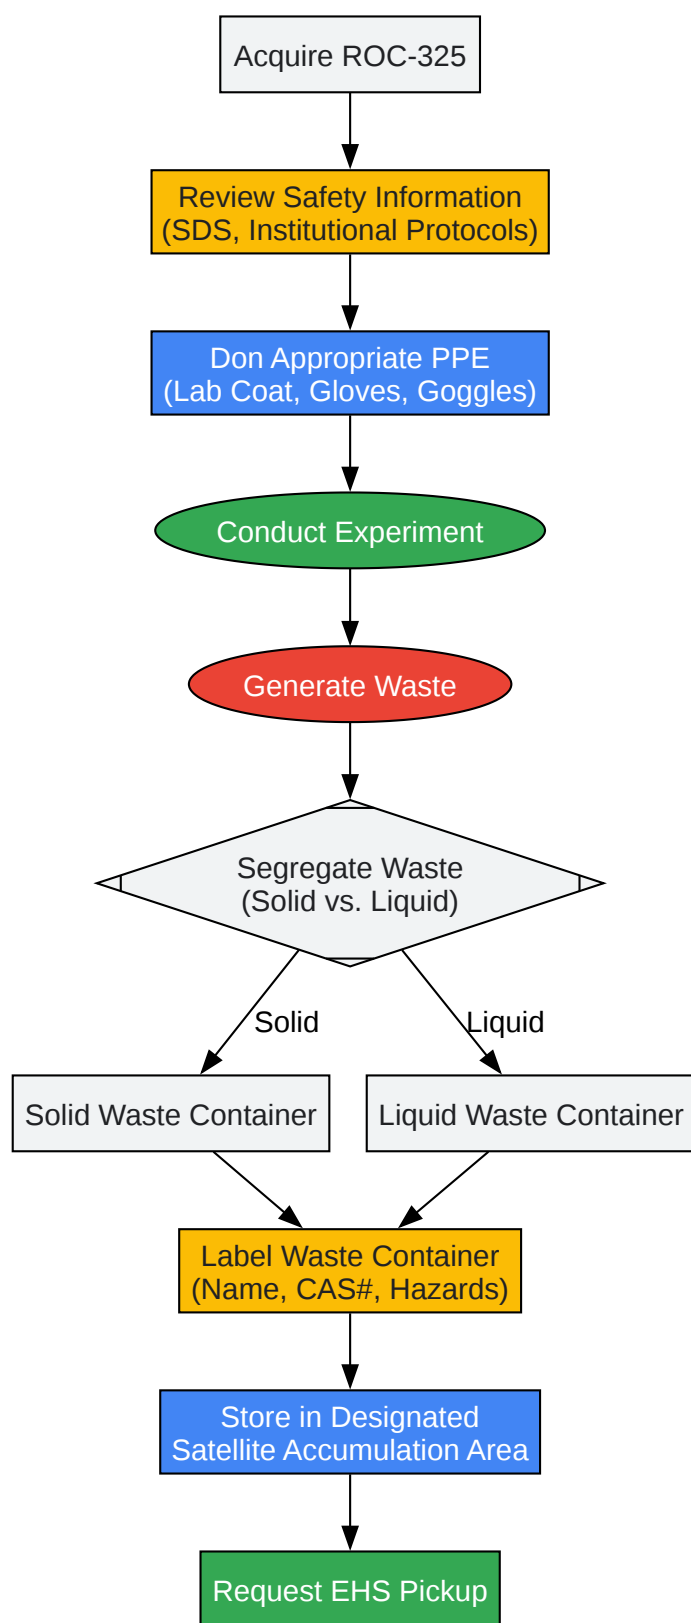 Acquire ROC-325
Review Safety Information
(SDS, Institutional Protocols)
Don Appropriate PPE
(Lab Coat, Gloves, Goggles)
Conduct Experiment
Generate Waste
Segregate Waste
(Solid vs. Liquid)
Solid
Liquid
Solid Waste Container
Liquid Waste Container
Label Waste Container
(Name, CAS#, Hazards)
Store in Designated
Satellite Accumulation Area
Request EHS Pickup